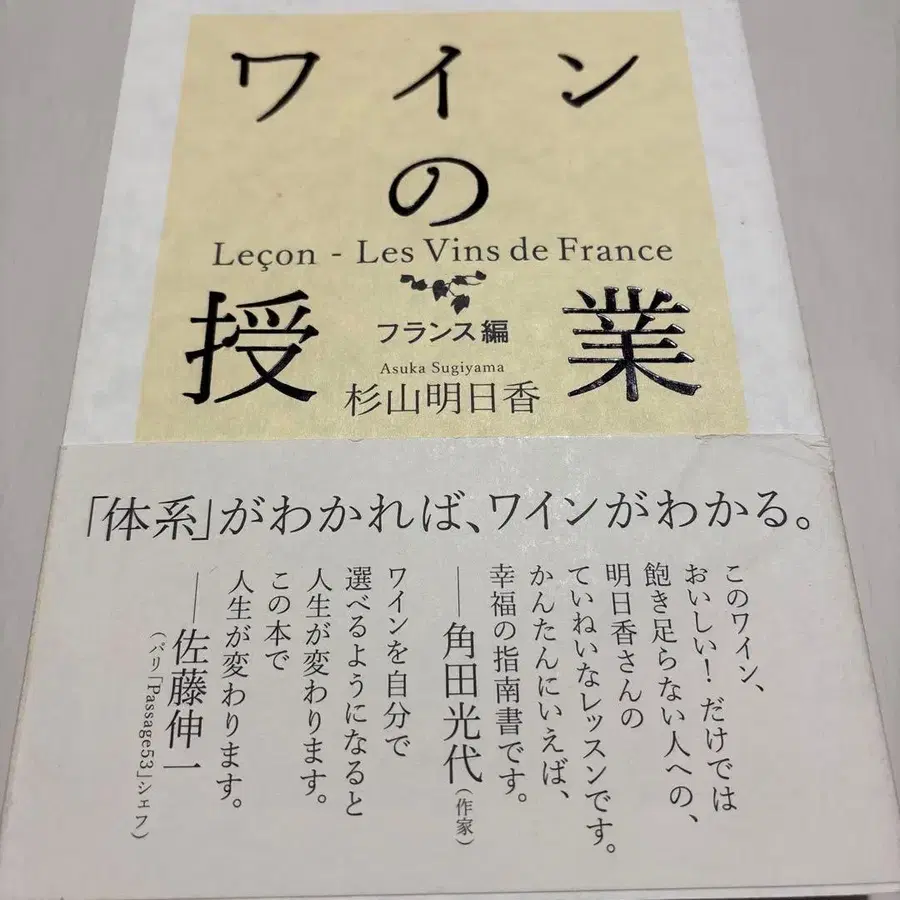 ワイン
の
Leçon - Les Vins de France
授業
フランス編
Asuka Sugiyama
杉山明日香
「体系」がわかれば、ワインがわかる。
このワイン、
おいしい！だけでは
飽き足らない人への、
明日香さんの
ていねいなレッスンです。
かんたんにいえば、
幸福の指南書です。
──角田光代（作家）
ワインを自分で
選べるようになると
人生が変わります。
この本で
人生が変わります。
──佐藤伸一
（パリ「Passage53」シェフ）